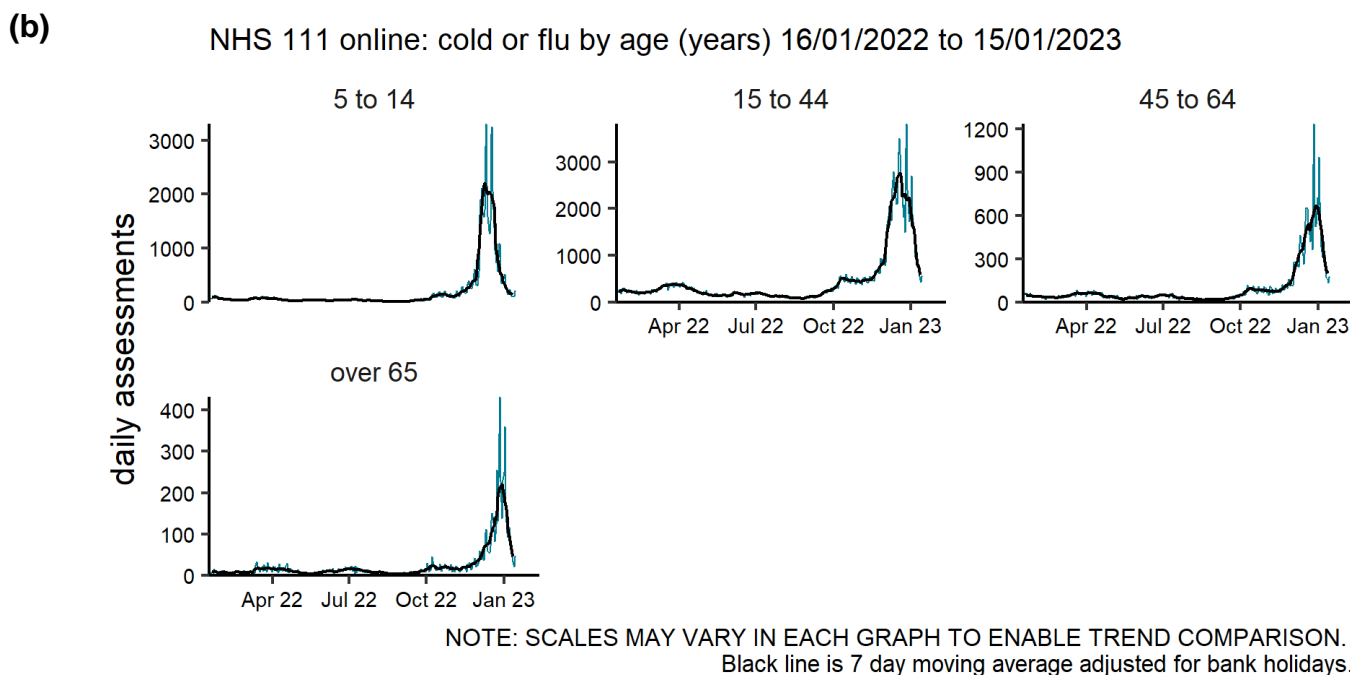 (b)
NHS 111 online: cold or flu by age (years) 16/01/2022 to 15/01/2023
daily assessments
5 to 14
3000
2000
1000
0
15 to 44
3000
2000
1000
0
Apr 22 Jul 22 Oct 22 Jan 23
45 to 64
1200
900
600
300
0
Apr 22 Jul 22 Oct 22 Jan 23
over 65
400
300
200
100
0
Apr 22 Jul 22 Oct 22 Jan 23
NOTE: SCALES MAY VARY IN EACH GRAPH TO ENABLE TREND COMPARISON.
Black line is 7 day moving average adjusted for bank holidays.